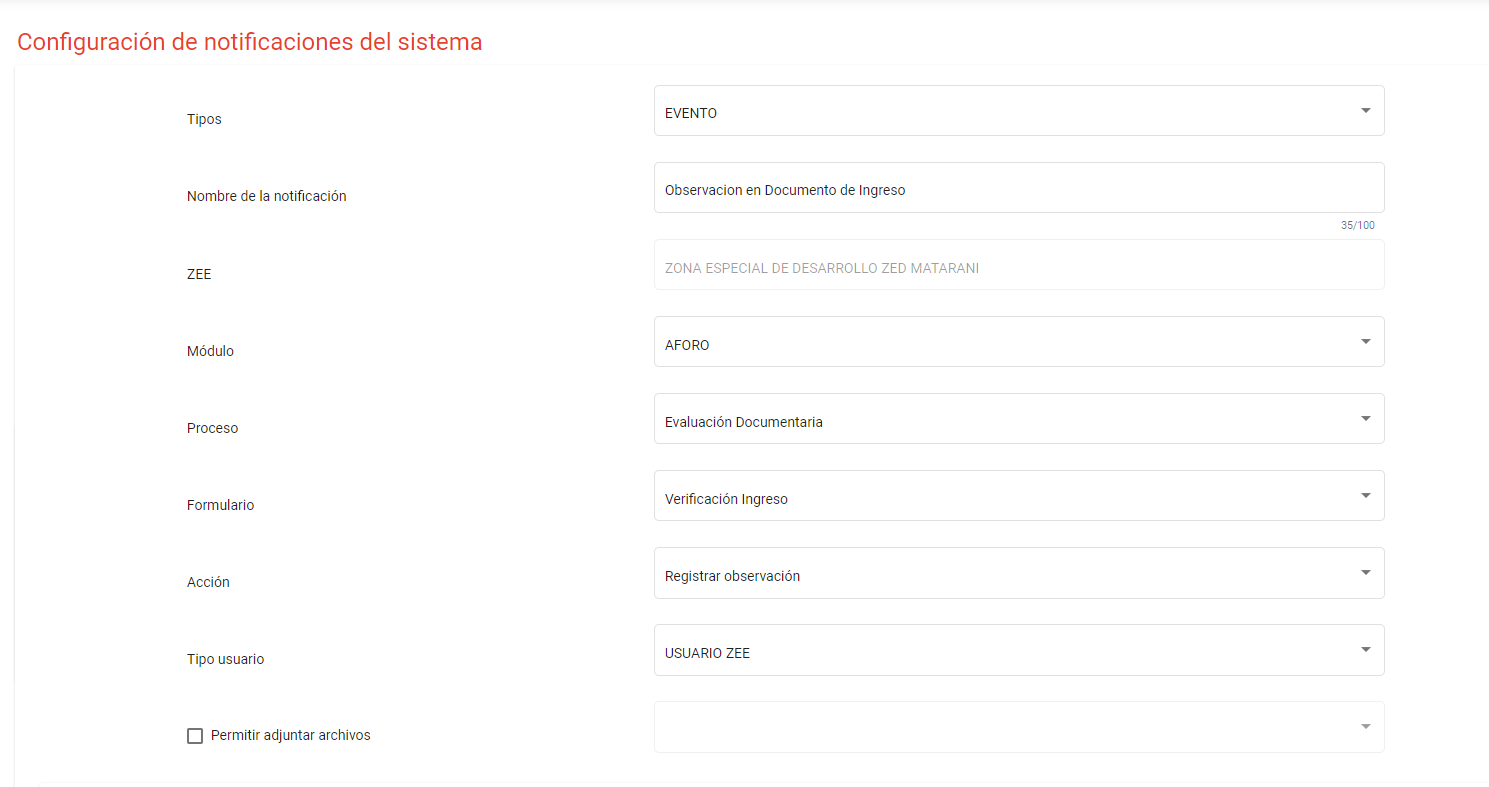 Configuración de notificaciones del sistema
Tipos
EVENTO
Nombre de la notificación
Observacion en Documento de Ingreso
35/100
ZEE
ZONA ESPECIAL DE DESARROLLO ZED MATARANI
Módulo
AFORO
Proceso
Evaluación Documentaria
Formulario
Verificación Ingreso
Acción
Registrar observación
Tipo usuario
USUARIO ZEE
Permitir adjuntar archivos